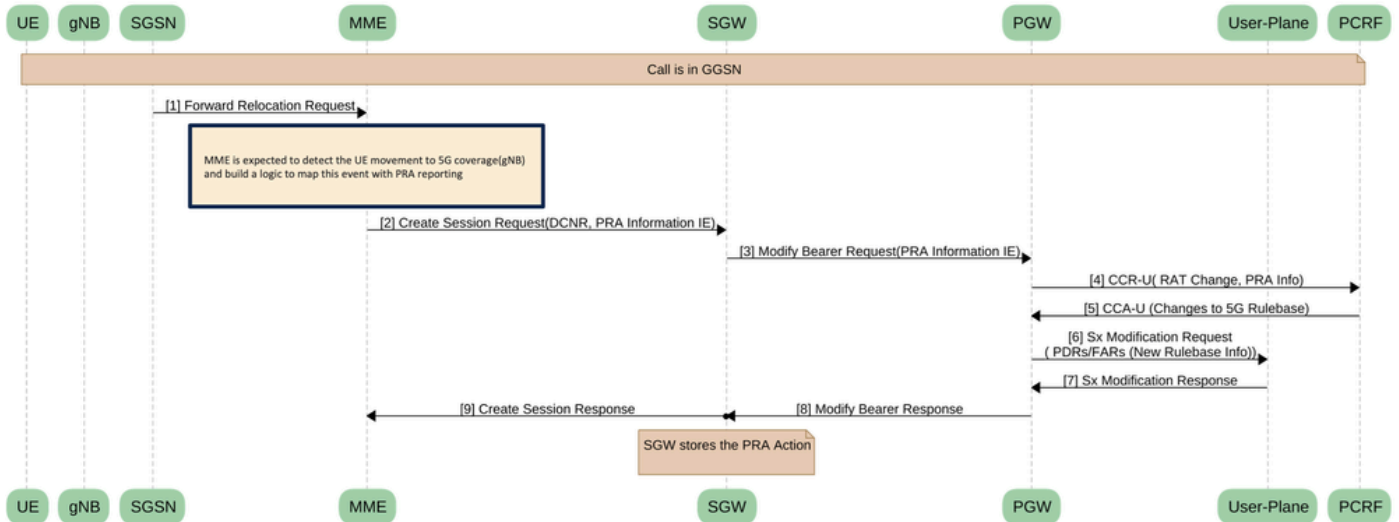 UE gNB SGSN MME SGW PGW User-Plane PCRF
Call is in GGSN
[1] Forward Relocation Request
MME is expected to detect the UE movement to 5G coverage(gNB)
and build a logic to map this event with PRA reporting
[2] Create Session Request(DCNR, PRA Information IE)
[3] Modify Bearer Request(PRA Information IE)
[4] CCR-U( RAT Change, PRA Info)
[5] CCA-U (Changes to 5G Rulebase)
[6] Sx Modification Request
( PDRs/FARs (New Rulebase Info))
[7] Sx Modification Response
[9] Create Session Response [8] Modify Bearer Response
SGW stores the PRA Action
UE gNB SGSN MME SGW PGW User-Plane PCRF